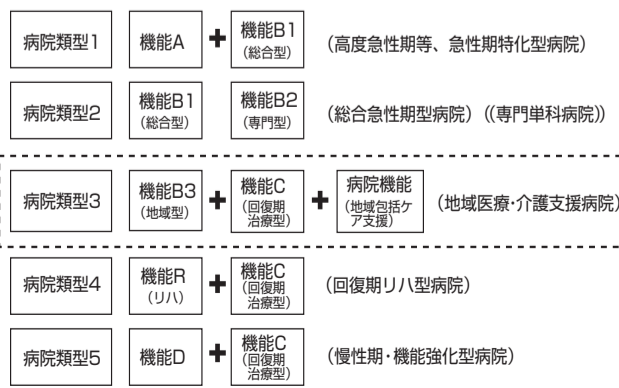 病院類型1 機能A + 機能B1 (高度急性期等、急性期特化型病院)
(総合型)
病院類型2 機能B1 機能B2 (総合急性期型病院) ((専門単科病院))
(総合型) (専門型)
病院類型3 機能B3 + 機能C + 病院機能 (地域医療・介護支援病院)
(地域型) (回復期 (地域包括ケ
治療型) ア支援)
病院類型4 機能R + 機能C (回復期リハ型病院)
(リハ) (回復期
治療型)
病院類型5 機能D + 機能C (慢性期・機能強化型病院)
(回復期
治療型)